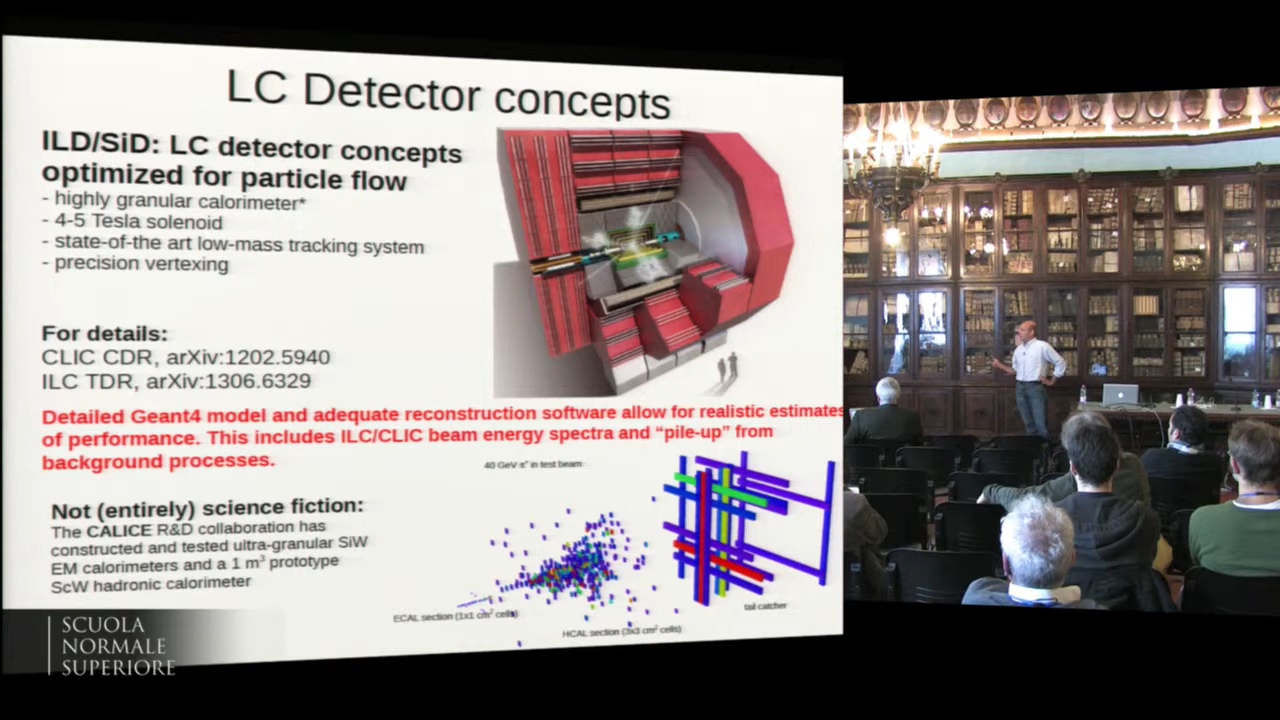 LC Detector concepts
ILD/SiD: LC detector concepts
optimized for particle flow
- highly granular calorimeter*
- 4-5 Tesla solenoid
- state-of-the art low-mass tracking system
- precision vertexing
For details:
CLIC CDR, arXiv:1202.5940
ILC TDR, arXiv:1306.6329
Detailed Geant4 model and adequate reconstruction software allow for realistic estimates
of performance. This includes ILC/CLIC beam energy spectra and “pile-up” from
background processes.
40 GeV π⁺ in test beam
Not (entirely) science fiction:
The CALICE R&D collaboration has
constructed and tested ultra-granular SiW
EM calorimeters and a 1 m³ prototype
ScW hadronic calorimeter
ECAL section (1x1 cm² cells)
HCAL section (3x3 cm² cells)
tail catcher
SCUOLA
NORMALE
SUPERIORE